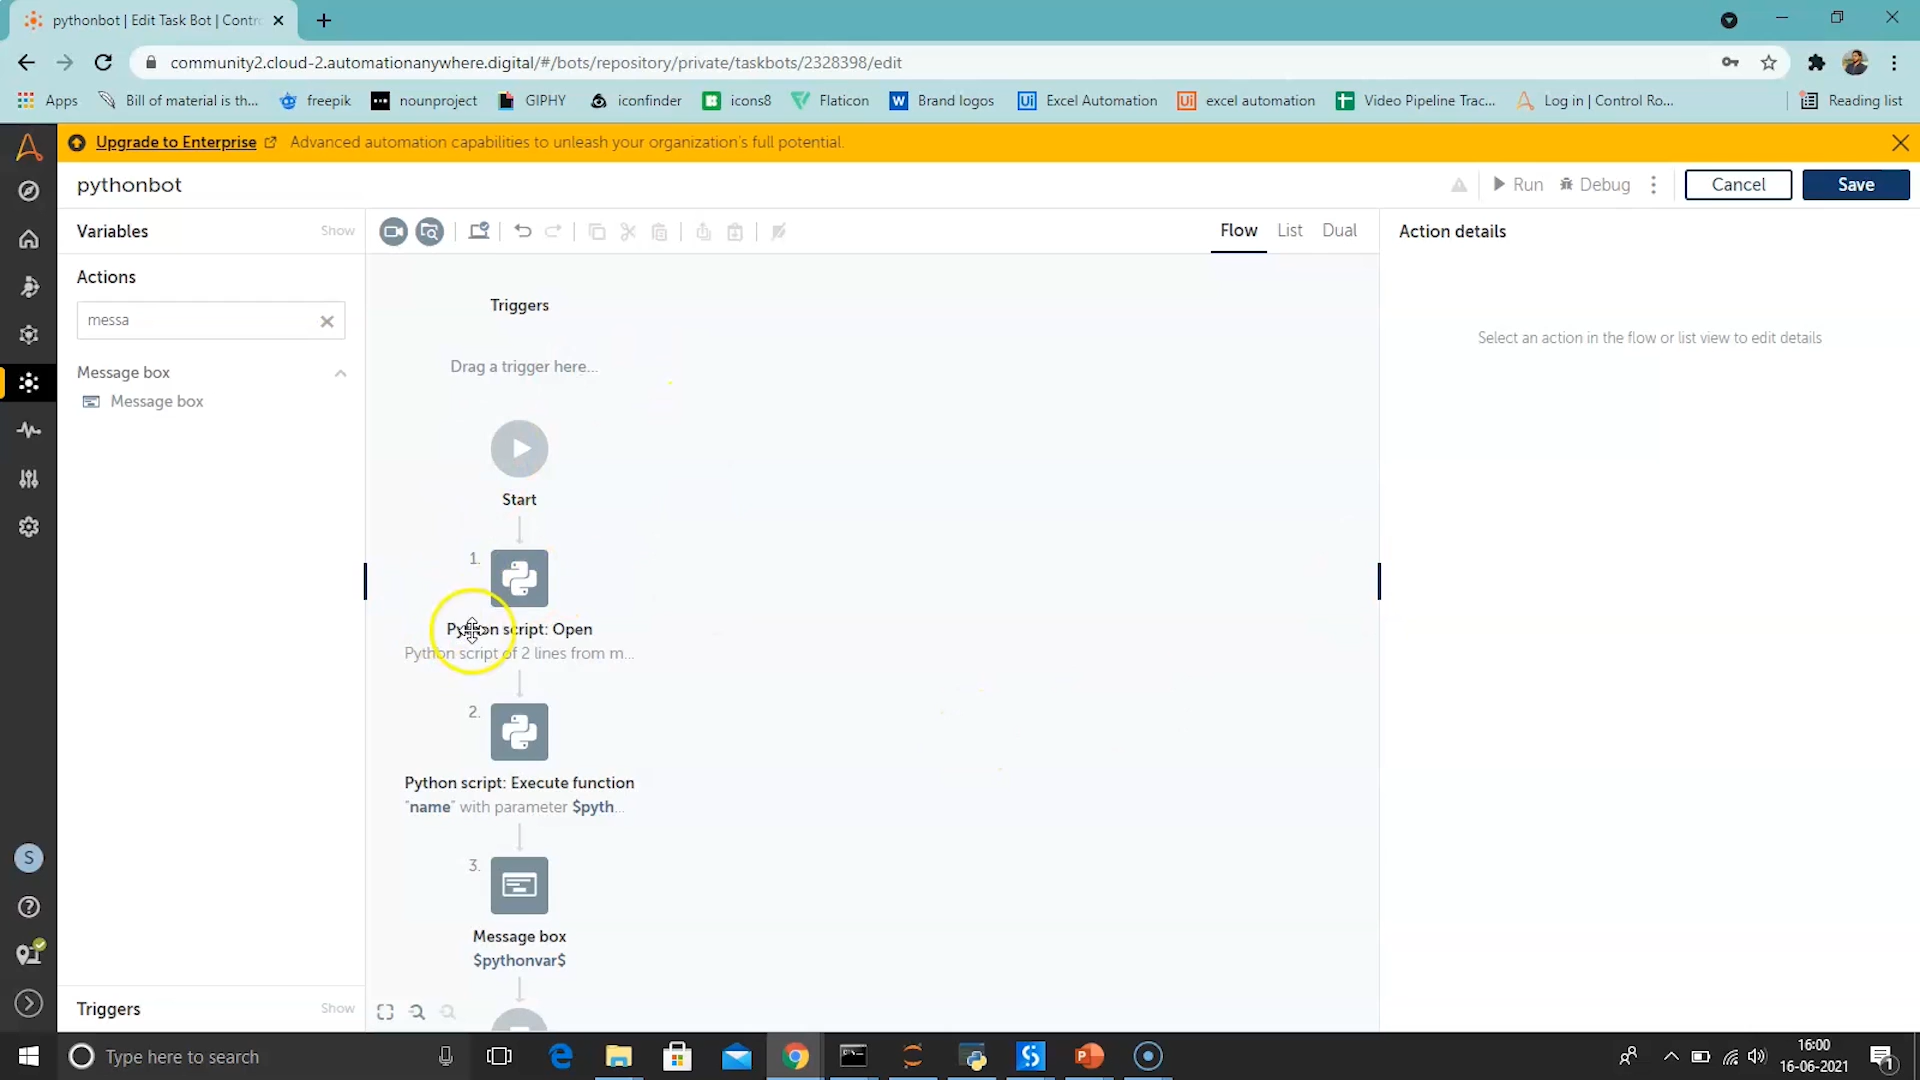 pythonbot | Edit Task Bot | Contr
community2.cloud-2.automationanywhere.digital/#/bots/repository/private/taskbots/2328398/edit
Apps Bill of material is th... freepik nounproject GIPHY iconfinder icons8 Flaticon Brand logos Excel Automation excel automation Video Pipeline Trac... Log in | Control Ro... Reading list
Upgrade to Enterprise Advanced automation capabilities to unleash your organization's full potential.
pythonbot Run Debug Cancel Save
Variables Show Flow List Dual Action details
Actions
messa
Message box
Message box
Triggers
Drag a trigger here...
Start
1.
Python script: Open
Python script of 2 lines from m...
2.
Python script: Execute function
"name" with parameter $pyth...
3.
Message box
$pythonvar$
Select an action in the flow or list view to edit details
S
Triggers Show
Type here to search
16:00
16-06-2021
1